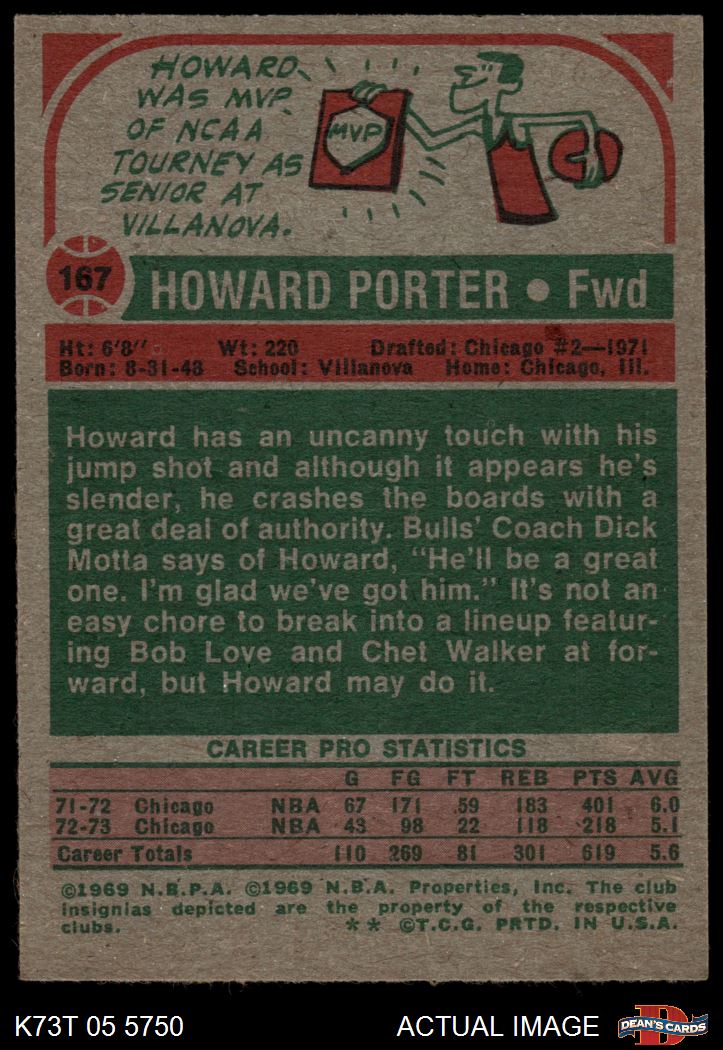 HOWARD
WAS MVP
OF NCAA
TOURNEY AS
SENIOR AT
VILLANOVA.
MVP
167
HOWARD PORTER • Fwd
Ht: 6'8" Wt: 220 Drafted: Chicago #2—1971
Born: 8-31-48 School: Villanova Home: Chicago, Ill.
Howard has an uncanny touch with his
jump shot and although it appears he's
slender, he crashes the boards with a
great deal of authority. Bulls' Coach Dick
Motta says of Howard, "He'll be a great
one. I'm glad we've got him." It's not an
easy chore to break into a lineup featur-
ing Bob Love and Chet Walker at for-
ward, but Howard may do it.
CAREER PRO STATISTICS
G FG FT REB PTS AVG
71-72 Chicago NBA 67 171 59 183 401 6.0
72-73 Chicago NBA 43 98 22 118 218 5.1
Career Totals 110 269 81 301 619 5.6
©1969 N.B.P.A. ©1969 N.B.A. Properties, Inc. The club
insignias depicted are the property of the respective
clubs. * * ©T.C.G. PRTD. IN U.S.A.
K73T 05 5750 ACTUAL IMAGE
D
DEAN'S CARDS